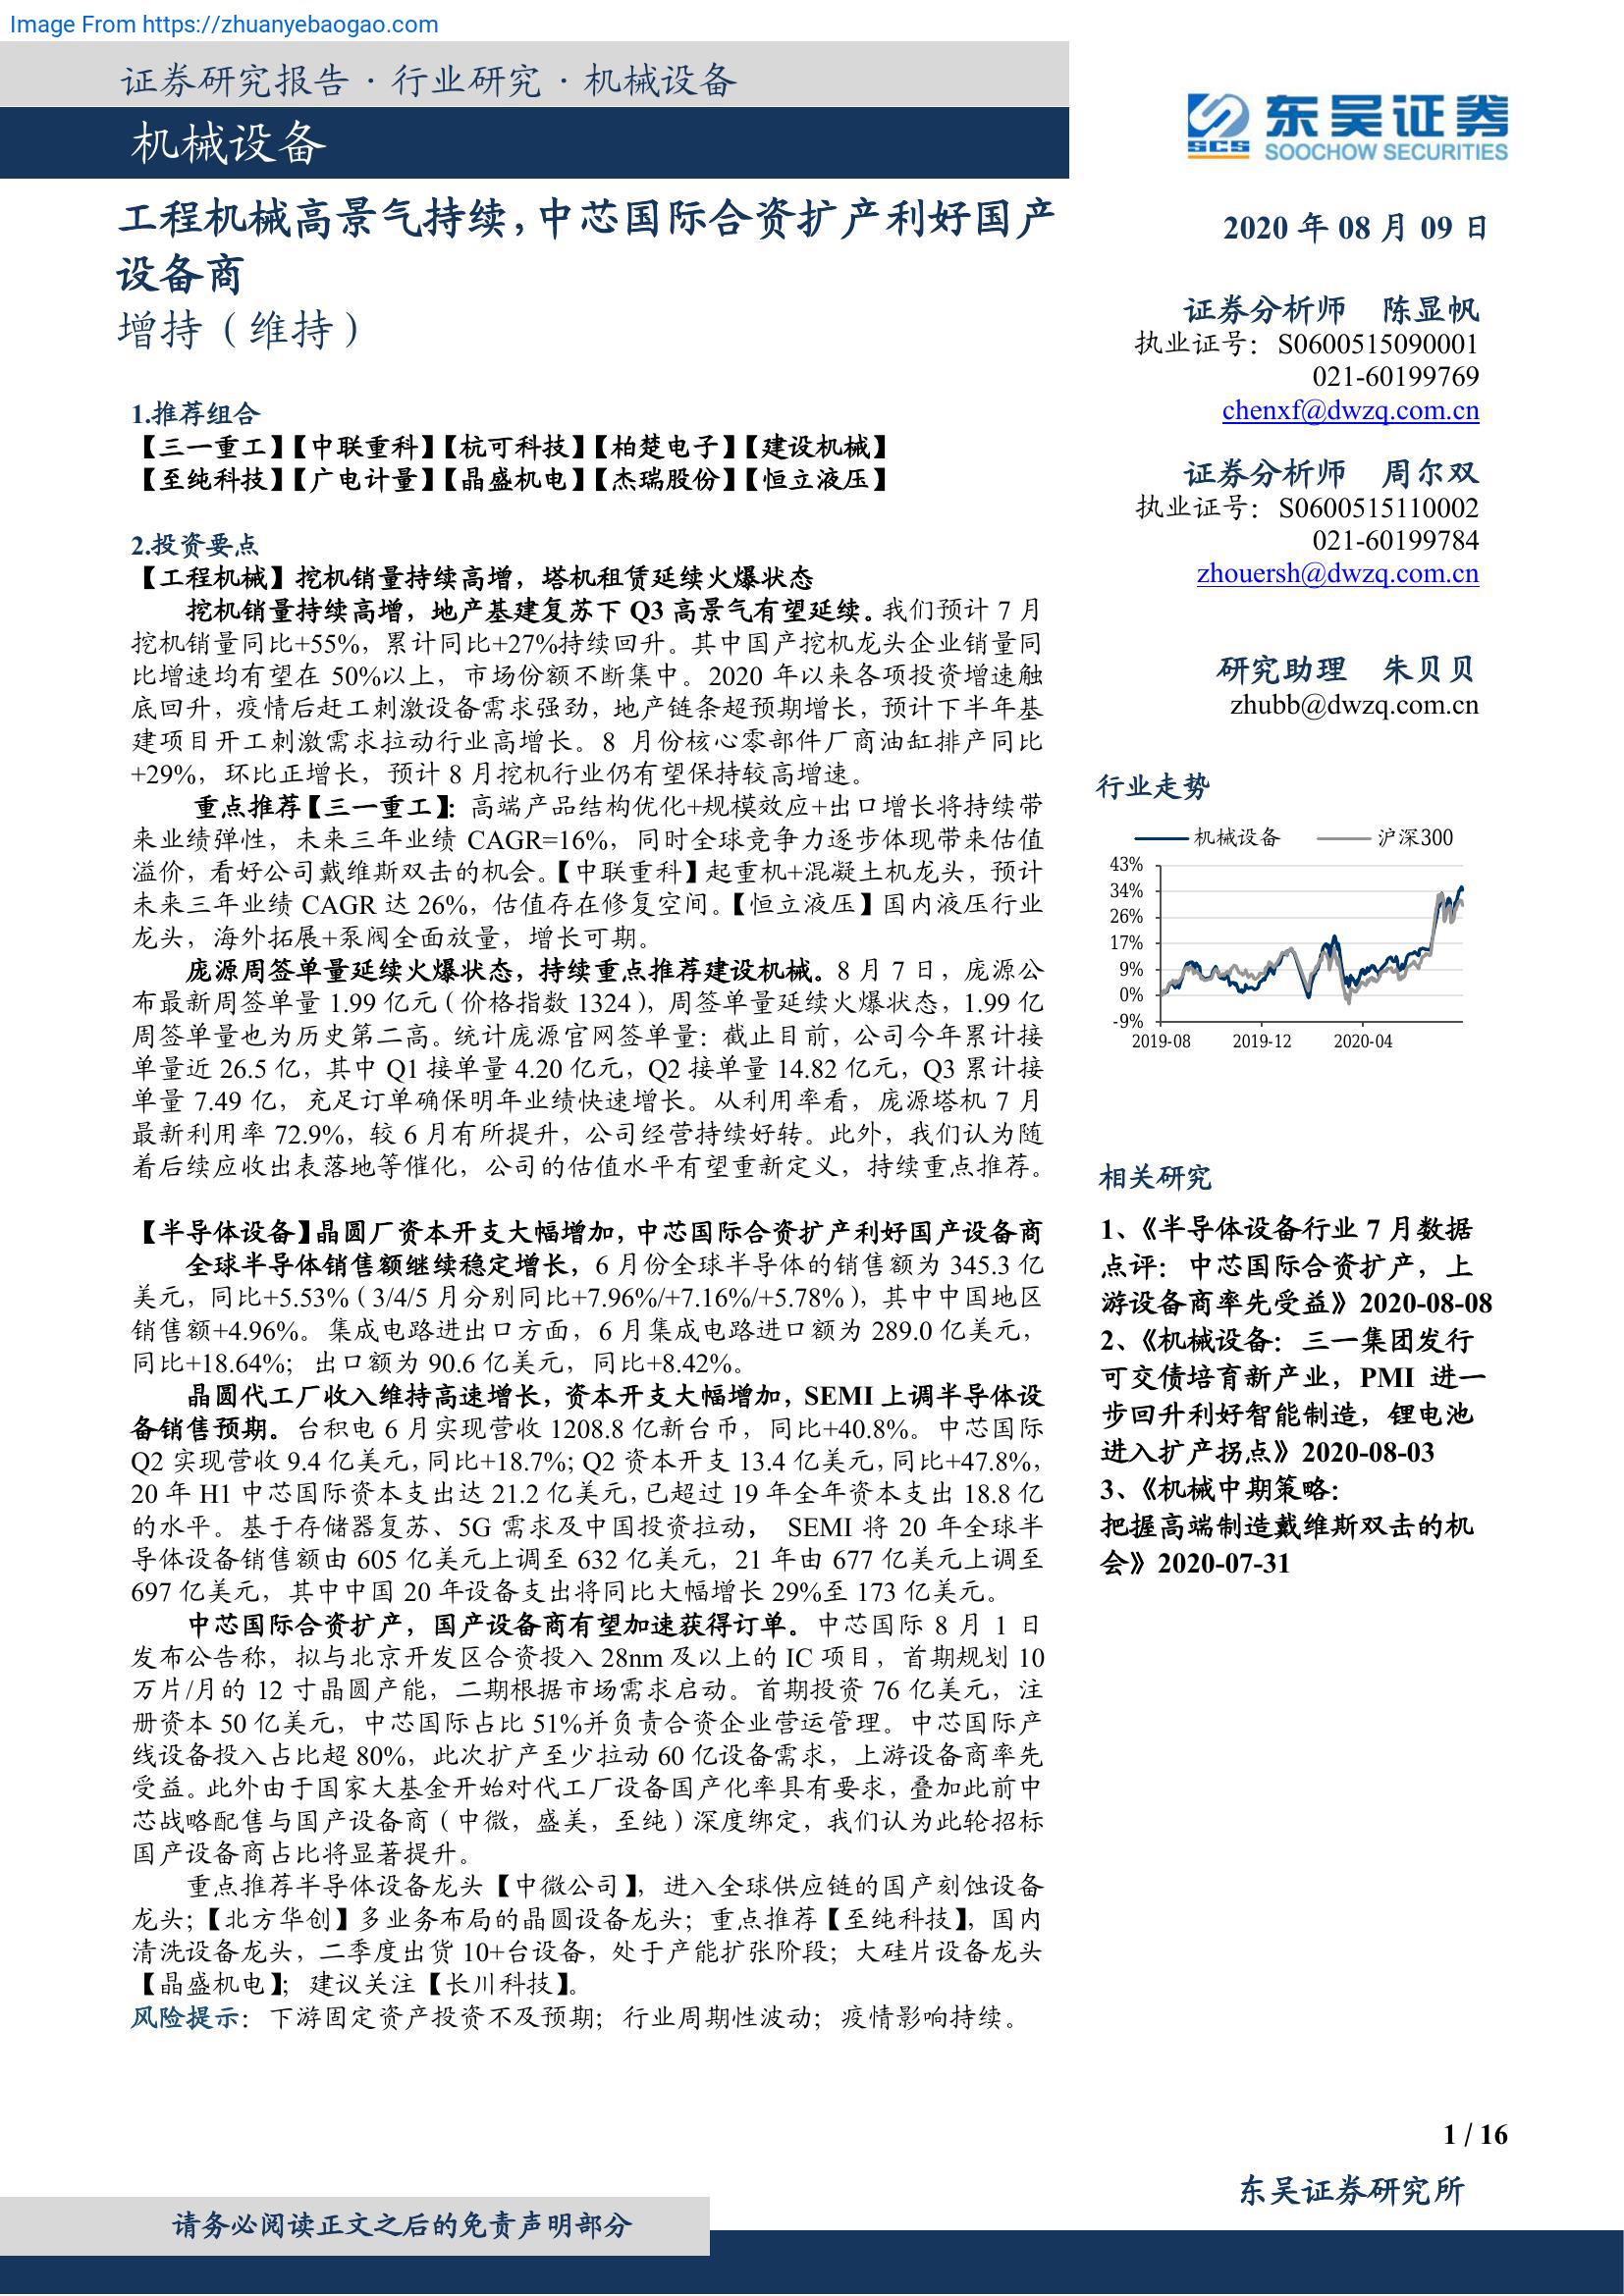 Image From https://zhuanyebaogao.com
证券研究报告·行业研究·机械设备
机械设备
东吴证券
SCS
SOOCHOW SECURITIES
工程机械高景气持续，中芯国际合资扩产利好国产
设备商
增持（维持）
1.推荐组合
【三一重工】【中联重科】【杭可科技】【柏楚电子】【建设机械】
【至纯科技】【广电计量】【晶盛机电】【杰瑞股份】【恒立液压】
2.投资要点
【工程机械】挖机销量持续高增，塔机租赁延续火爆状态
挖机销量持续高增，地产基建复苏下 Q3 高景气有望延续。我们预计 7 月
挖机销量同比+55%，累计同比+27%持续回升。其中国产挖机龙头企业销量同
比增速均有望在 50%以上，市场份额不断集中。2020 年以来各项投资增速触
底回升，疫情后赶工刺激设备需求强劲，地产链条超预期增长，预计下半年基
建项目开工刺激需求拉动行业高增长。8 月份核心零部件厂商油缸排产同比
+29%，环比正增长，预计 8 月挖机行业仍有望保持较高增速。
重点推荐【三一重工】：高端产品结构优化+规模效应+出口增长将持续带
来业绩弹性，未来三年业绩 CAGR=16%，同时全球竞争力逐步体现带来估值
溢价，看好公司戴维斯双击的机会。【中联重科】起重机+混凝土机龙头，预计
未来三年业绩 CAGR 达 26%，估值存在修复空间。【恒立液压】国内液压行业
龙头，海外拓展+泵阀全面放量，增长可期。
庞源周签单量延续火爆状态，持续重点推荐建设机械。8 月 7 日，庞源公
布最新周签单量 1.99 亿元（价格指数 1324），周签单量延续火爆状态，1.99 亿
周签单量也为历史第二高。统计庞源官网签单量：截止目前，公司今年累计接
单量近 26.5 亿，其中 Q1 接单量 4.20 亿元，Q2 接单量 14.82 亿元，Q3 累计接
单量 7.49 亿，充足订单确保明年业绩快速增长。从利用率看，庞源塔机 7 月
最新利用率 72.9%，较 6 月有所提升，公司经营持续好转。此外，我们认为随
着后续应收出表落地等催化，公司的估值水平有望重新定义，持续重点推荐。
【半导体设备】晶圆厂资本开支大幅增加，中芯国际合资扩产利好国产设备商
全球半导体销售额继续稳定增长，6 月份全球半导体的销售额为 345.3 亿
美元，同比+5.53%（3/4/5 月分别同比+7.96%/+7.16%/+5.78%），其中中国地区
销售额+4.96%。集成电路进出口方面，6 月集成电路进口额为 289.0 亿美元，
同比+18.64%；出口额为 90.6 亿美元，同比+8.42%。
晶圆代工厂收入维持高速增长，资本开支大幅增加，SEMI 上调半导体设
备销售预期。台积电 6 月实现营收 1208.8 亿新台币，同比+40.8%。中芯国际
Q2 实现营收 9.4 亿美元，同比+18.7%；Q2 资本开支 13.4 亿美元，同比+47.8%，
20 年 H1 中芯国际资本支出达 21.2 亿美元，已超过 19 年全年资本支出 18.8 亿
的水平。基于存储器复苏、5G 需求及中国投资拉动， SEMI 将 20 年全球半
导体设备销售额由 605 亿美元上调至 632 亿美元，21 年由 677 亿美元上调至
697 亿美元，其中中国 20 年设备支出将同比大幅增长 29%至 173 亿美元。
中芯国际合资扩产，国产设备商有望加速获得订单。中芯国际 8 月 1 日
发布公告称，拟与北京开发区合资投入 28nm 及以上的 IC 项目，首期规划 10
万片/月的 12 寸晶圆产能，二期根据市场需求启动。首期投资 76 亿美元，注
册资本 50 亿美元，中芯国际占比 51%并负责合资企业营运管理。中芯国际产
线设备投入占比超 80%，此次扩产至少拉动 60 亿设备需求，上游设备商率先
受益。此外由于国家大基金开始对代工厂设备国产化率具有要求，叠加此前中
芯战略配售与国产设备商（中微，盛美，至纯）深度绑定，我们认为此轮招标
国产设备商占比将显著提升。
重点推荐半导体设备龙头【中微公司】，进入全球供应链的国产刻蚀设备
龙头；【北方华创】多业务布局的晶圆设备龙头；重点推荐【至纯科技】，国内
清洗设备龙头，二季度出货 10+台设备，处于产能扩张阶段；大硅片设备龙头
【晶盛机电】；建议关注【长川科技】。
风险提示：下游固定资产投资不及预期；行业周期性波动；疫情影响持续。
2020 年 08 月 09 日
证券分析师 陈显帆
执业证号：S0600515090001
021-60199769
chenxf@dwzq.com.cn
证券分析师 周尔双
执业证号：S0600515110002
021-60199784
zhouersh@dwzq.com.cn
研究助理 朱贝贝
zhubb@dwzq.com.cn
行业走势
机械设备 沪深300
43%
34%
26%
17%
9%
0%
-9%
2019-08 2019-12 2020-04
相关研究
1、《半导体设备行业 7 月数据
点评：中芯国际合资扩产，上
游设备商率先受益》2020-08-08
2、《机械设备：三一集团发行
可交债培育新产业，PMI 进一
步回升利好智能制造，锂电池
进入扩产拐点》2020-08-03
3、《机械中期策略：
把握高端制造戴维斯双击的机
会》2020-07-31
1 / 16
东吴证券研究所
请务必阅读正文之后的免责声明部分